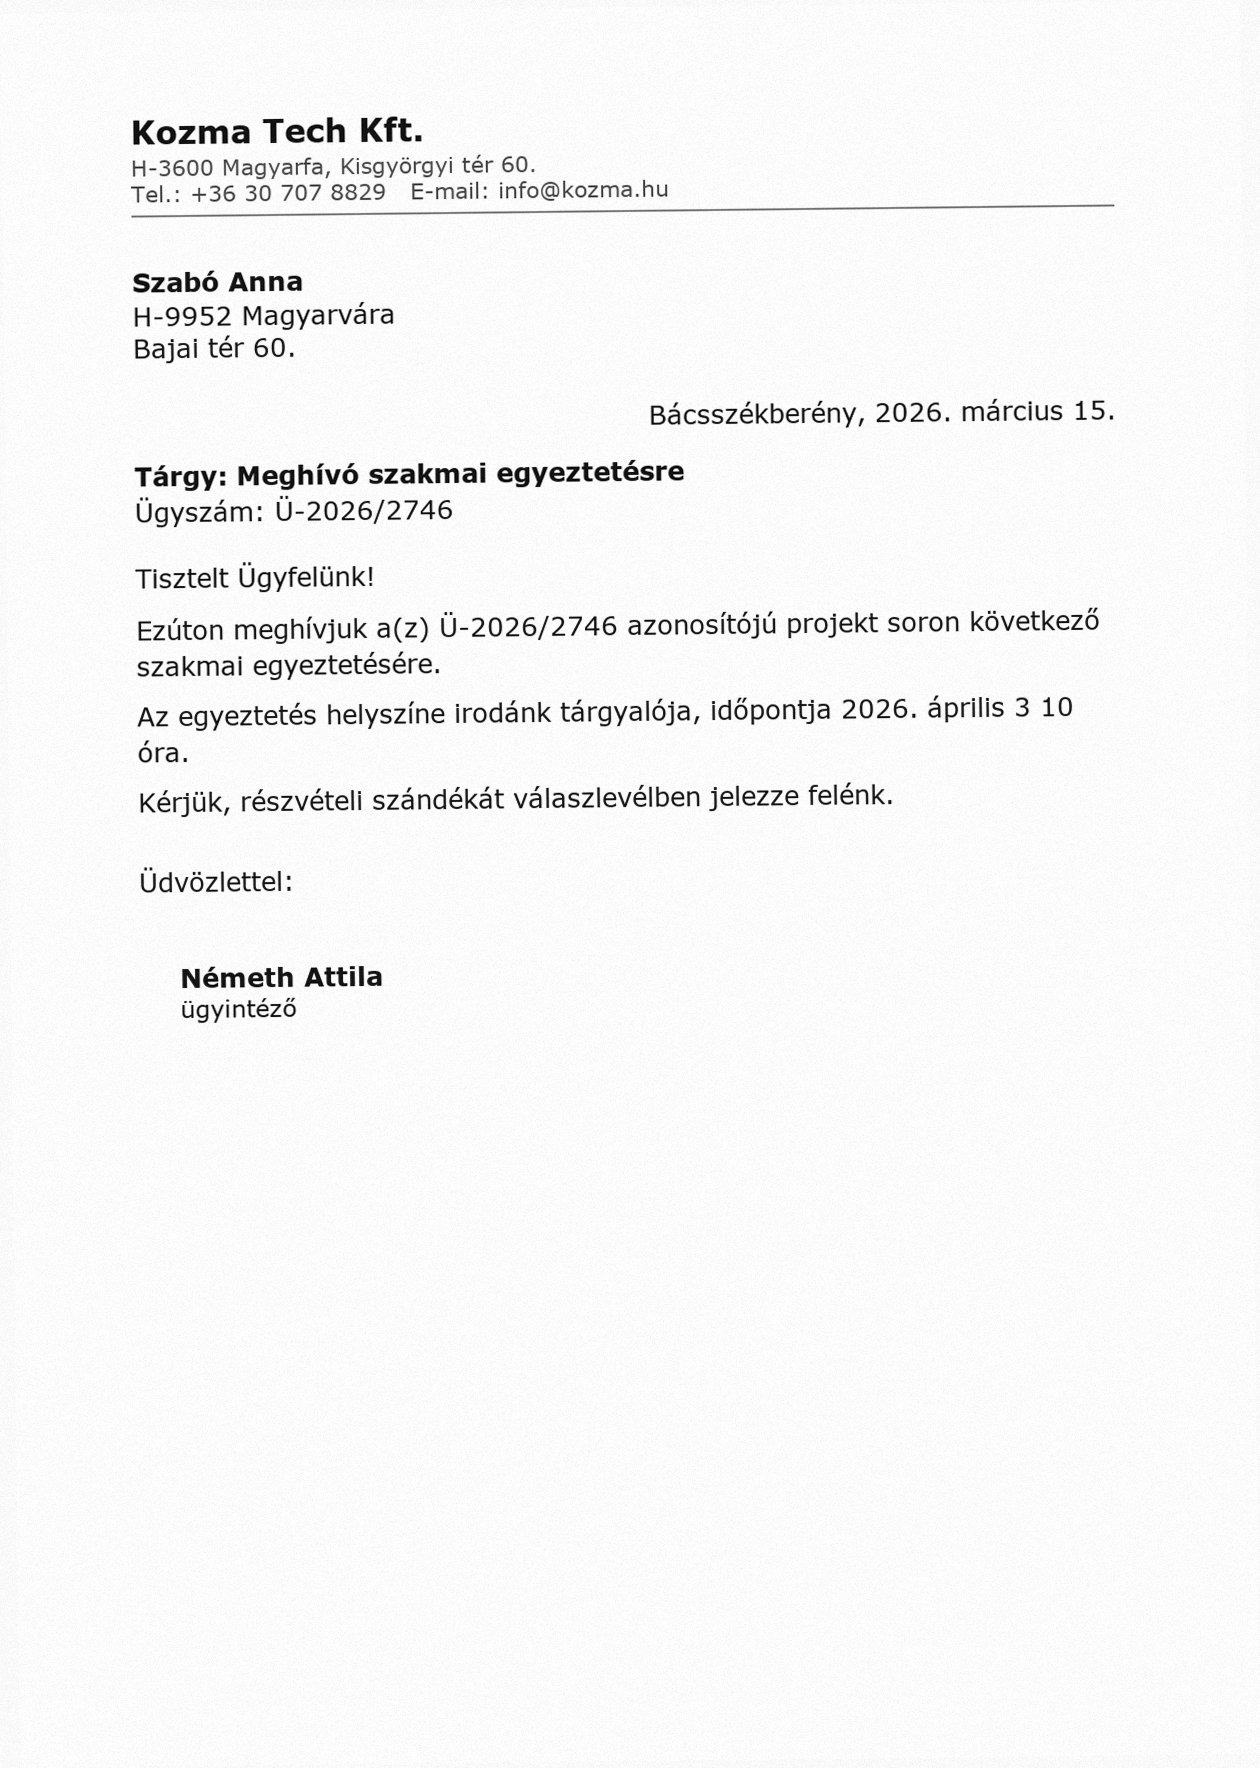 Kozma Tech Kft.
H-3600 Magyarfa, Kisgyörgyi tér 60.
Tel.: +36 30 707 8829 E-mail: info@kozma.hu
Szabó Anna
H-9952 Magyarvára
Bajai tér 60.
Bácsszékberény, 2026. március 15.
Tárgy: Meghívó szakmai egyeztetésre
Ügyszám: Ü-2026/2746
Tisztelt Ügyfelünk!
Ezúton meghívjuk a(z) Ü-2026/2746 azonosítójú projekt soron következő
szakmai egyeztetésére.
Az egyeztetés helyszíne irodánk tárgyalója, időpontja 2026. április 3 10
óra.
Kérjük, részvételi szándékát válaszlevélben jelezze felénk.
Üdvözlettel:
Németh Attila
ügyintéző